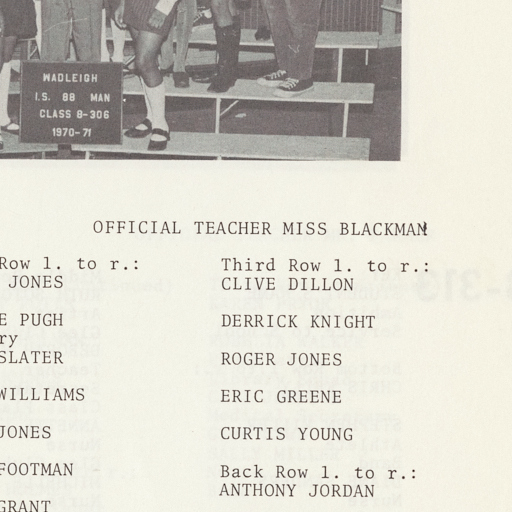 WADLEIGH
I.S. 88 MAN
CLASS 8-306
1970-71
OFFICIAL TEACHER MISS BLACKMAN
Row l. to r.:
JONES
E PUGH
ry
SLATER
WILLIAMS
JONES
FOOTMAN
GRANT
Third Row l. to r.:
CLIVE DILLON
DERRICK KNIGHT
ROGER JONES
ERIC GREENE
CURTIS YOUNG
Back Row l. to r.:
ANTHONY JORDAN